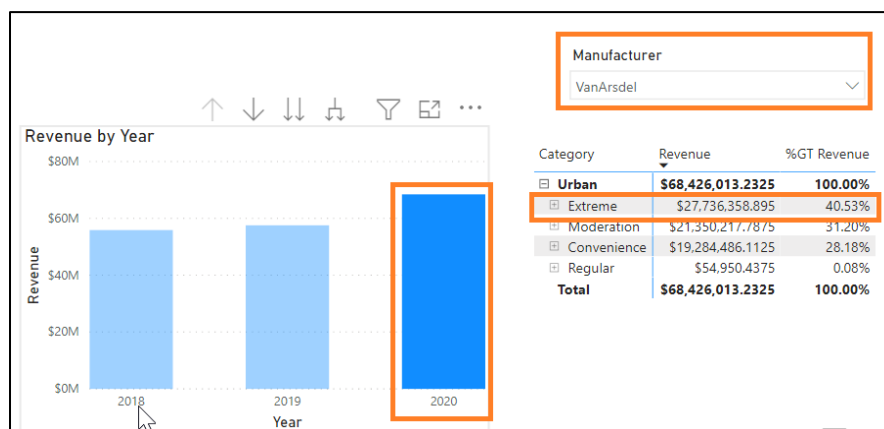 Manufacturer
VanArsdel
Revenue by Year
$80M
$60M
$40M
$20M
$0M
Revenue
2018 2019 2020
Year
Category Revenue %GT Revenue
Urban $68,426,013.2325 100.00%
Extreme $27,736,358.895 40.53%
Moderation $21,350,217.7875 31.20%
Convenience $19,284,486.1125 28.18%
Regular $54,950.4375 0.08%
Total $68,426,013.2325 100.00%